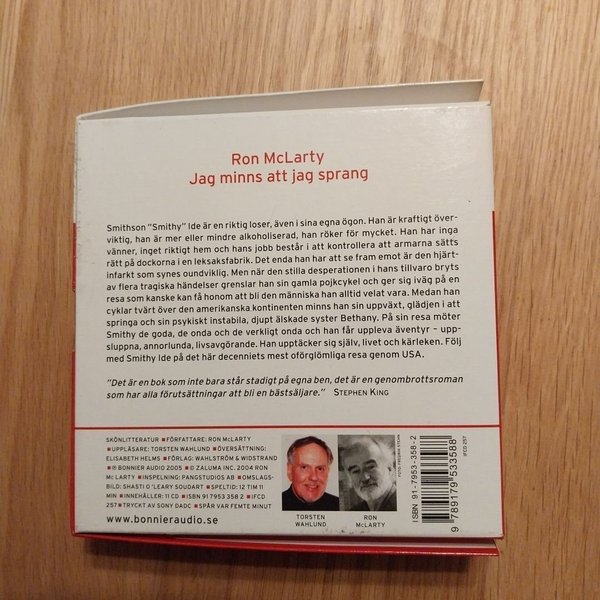 Ron McLarty
Jag minns att jag sprang
Smithson "Smithy" Ide är en riktig loser, även i sina egna ögon. Han är kraftigt över-
viktig, han är mer eller mindre alkoholiserad, han röker för mycket. Han har inga
vänner, inget riktigt hem och hans jobb består i att kontrollera att armarna sätts
rätt på dockorna i en leksaksfabrik. Det enda han har att se fram emot är den hjärt-
infarkt som synes oundviklig. Men när den stilla desperationen i hans tillvaro bryts
av flera tragiska händelser grenslar han sin gamla pojkcykel och ger sig iväg på en
resa som kanske kan få honom att bli den människa han alltid velat vara. Medan han
cyklar tvärt över den amerikanska kontinenten minns han sin uppväxt, glädjen i att
springa och sin psykiskt instabila, djupt älskade syster Bethany. På sin resa möter
Smithy de goda, de onda och de verkligt onda och han får uppleva äventyr – upp-
sluppna, annorlunda, livsavgörande. Han upptäcker sig själv, livet och kärleken. Följ
med Smithy Ide på det här decenniets mest oförglömliga resa genom USA.
"Det är en bok som inte bara står stadigt på egna ben, det är en genombrottsroman
som har alla förutsättningar att bli en bästsäljare." STEPHEN KING
SKÖNLITTERATUR ■ FÖRFATTARE: RON McLARTY
■ UPPLÄSARE: TORSTEN WAHLUND ■ ÖVERSÄTTNING:
ELISABETH HELMS ■ FÖRLAG: WAHLSTRÖM & WIDSTRAND
■ ℗ BONNIER AUDIO 2005 ■ © ZALUMA INC. 2004 RON
McLARTY ■ INSPELNING: PANGSTUDIOS AB ■ OMSLAGS-
BILD: SHASTI O'LEARY SOUDANT ■ SPELTID: 12 TIM 11
MIN ■ INNEHÅLLER: 11 CD ■ ISBN 91 7953 358 2 ■ IFCD
257 ■ TRYCKT AV SONY DADC ■ SPÅR VAR FEMTE MINUT
www.bonnieraudio.se
TORSTEN
WAHLUND
RON
McLARTY
FOTO: FREDRIK STEHN
ISBN 91-7953-358-2
9 789179 533588
IFCD 257